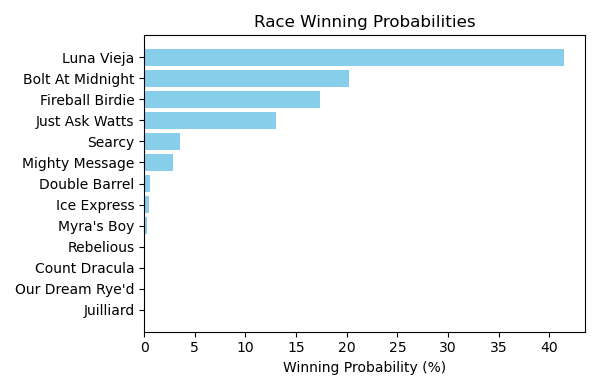 Race Winning Probabilities
Luna Vieja
Bolt At Midnight
Fireball Birdie
Just Ask Watts
Searcy
Mighty Message
Double Barrel
Ice Express
Myra's Boy
Rebelious
Count Dracula
Our Dream Rye'd
Juilliard
0 5 10 15 20 25 30 35 40
Winning Probability (%)